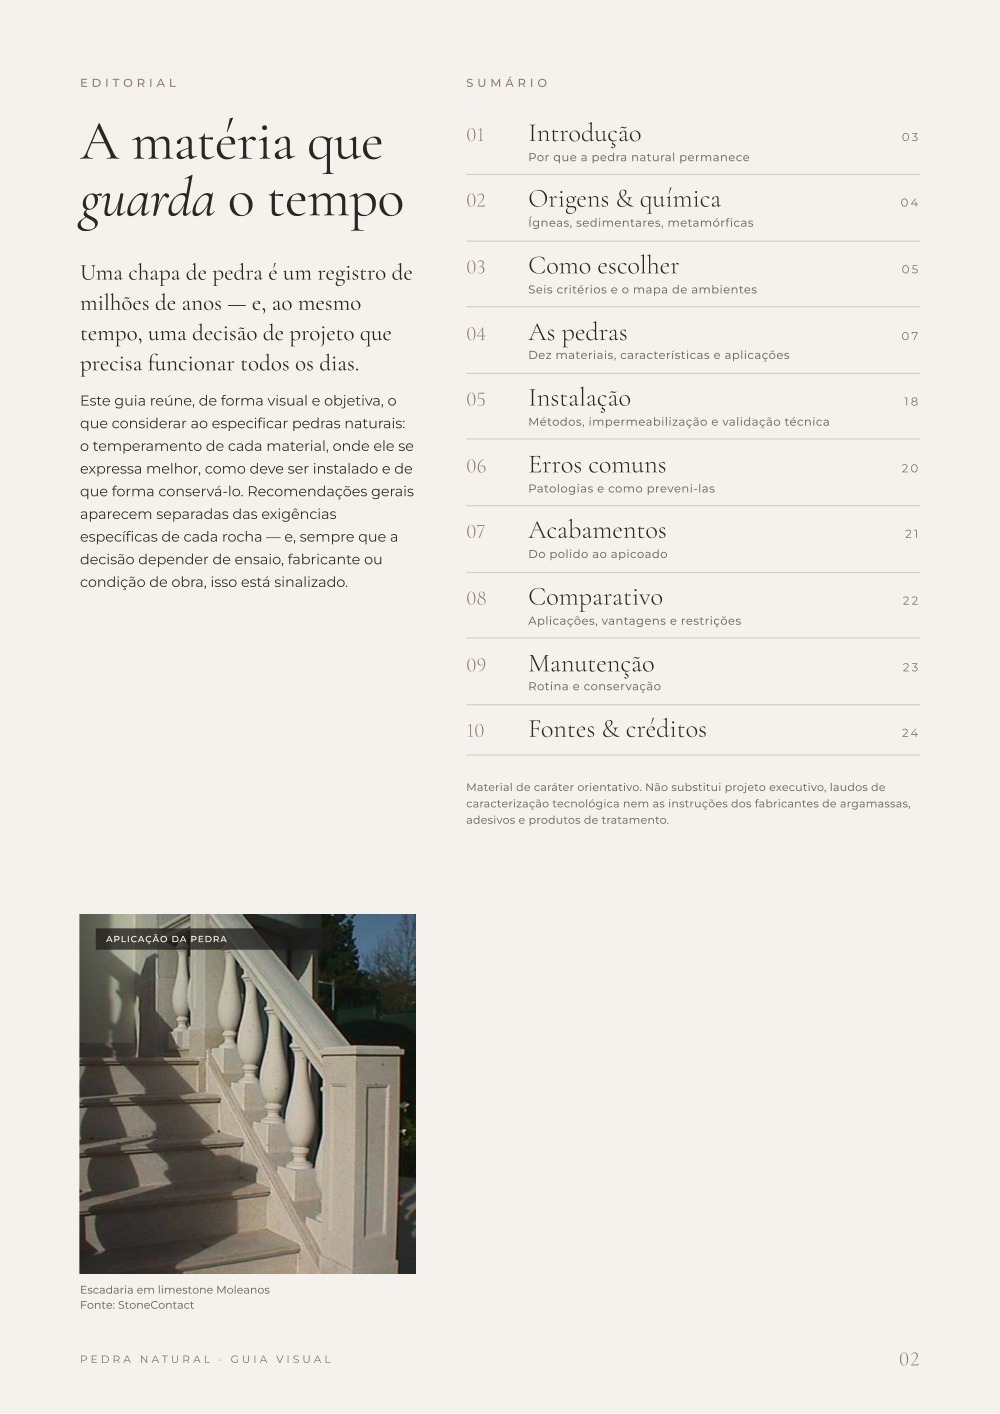 EDITORIAL
A matéria que
guarda o tempo
Uma chapa de pedra é um registro de
milhões de anos — e, ao mesmo
tempo, uma decisão de projeto que
precisa funcionar todos os dias.
Este guia reúne, de forma visual e objetiva, o
que considerar ao especificar pedras naturais:
o temperamento de cada material, onde ele se
expressa melhor, como deve ser instalado e de
que forma conservá-lo. Recomendações gerais
aparecem separadas das exigências
específicas de cada rocha — e, sempre que a
decisão depender de ensaio, fabricante ou
condição de obra, isso está sinalizado.
APLICAÇÃO DA PEDRA
Escadaria em limestone Moleanos
Fonte: StoneContact
SUMÁRIO
01 Introdução 03
Por que a pedra natural permanece
02 Origens & química 04
Ígneas, sedimentares, metamórficas
03 Como escolher 05
Seis critérios e o mapa de ambientes
04 As pedras 07
Dez materiais, características e aplicações
05 Instalação 18
Métodos, impermeabilização e validação técnica
06 Erros comuns 20
Patologias e como preveni-las
07 Acabamentos 21
Do polido ao apicoado
08 Comparativo 22
Aplicações, vantagens e restrições
09 Manutenção 23
Rotina e conservação
10 Fontes & créditos 24
Material de caráter orientativo. Não substitui projeto executivo, laudos de
caracterização tecnológica nem as instruções dos fabricantes de argamassas,
adesivos e produtos de tratamento.
PEDRA NATURAL · GUIA VISUAL 02